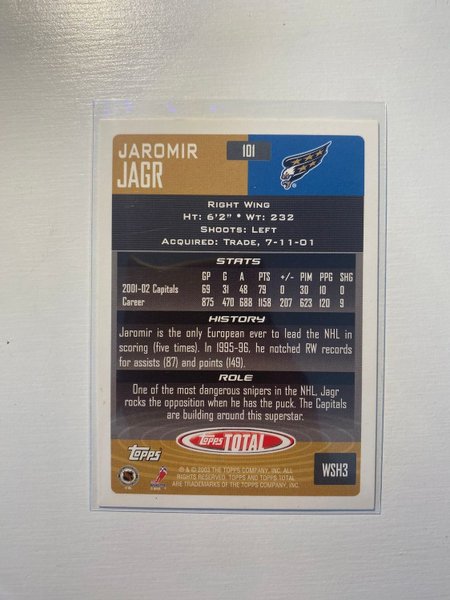 JAROMIR
JAGR
101
RIGHT WING
HT: 6'2" • WT: 232
SHOOTS: LEFT
ACQUIRED: TRADE, 7-11-01
STATS
GP G A PTS +/- PIM PPG SHG
2001-02 Capitals 69 31 48 79 0 30 10 0
Career 875 470 688 1158 207 623 120 9
HISTORY
Jaromir is the only European ever to lead the NHL in
scoring (five times). In 1995-96, he notched RW records
for assists (87) and points (149).
ROLE
One of the most dangerous snipers in the NHL, Jagr
rocks the opposition when he has the puck. The Capitals
are building around this superstar.
Topps
Topps TOTAL
WSH3
® & © 2002 THE TOPPS COMPANY, INC. ALL
RIGHTS RESERVED. TOPPS AND TOPPS TOTAL
ARE TRADEMARKS OF THE TOPPS COMPANY, INC.